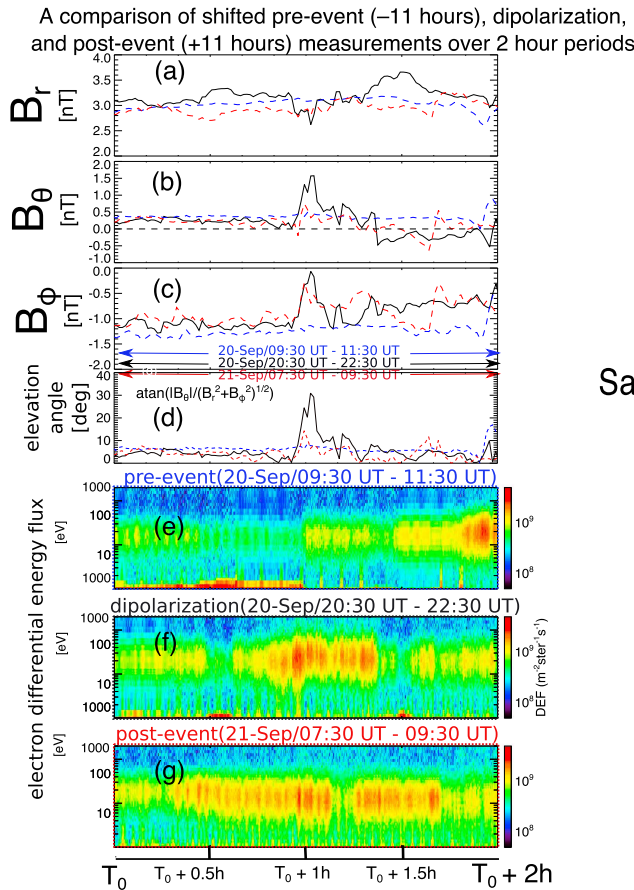 A comparison of shifted pre-event (–11 hours), dipolarization,
and post-event (+11 hours) measurements over 2 hour periods
4.0
3.5
3.0
2.5
2.0
Br
[nT]
(a)
2.0
1.5
1.0
0.5
0.0
-0.5
-1.0
Bθ
[nT]
(b)
0.0
-0.5
-1.0
-1.5
-2.0
Bϕ
[nT]
(c)
20-Sep/09:30 UT - 11:30 UT
20-Sep/20:30 UT - 22:30 UT
21-Sep/07:30 UT - 09:30 UT
40
30
20
10
0
elevation
angle
[deg]
atan(|Bθ|/(Br²+Bϕ²)1/2)
(d)
Sa
pre-event(20-Sep/09:30 UT - 11:30 UT)
1000
100
10
1000
[eV]
(e)
10⁹
10⁸
electron differential energy flux
dipolarization(20-Sep/20:30 UT - 22:30 UT)
1000
100
10
1000
[eV]
(f)
10⁹
10⁸
DEF (m⁻²ster⁻¹s⁻¹)
post-event(21-Sep/07:30 UT - 09:30 UT)
1000
100
10
[eV]
(g)
10⁹
10⁸
T₀ T₀ + 0.5h T₀ + 1h T₀ + 1.5h T₀ + 2h